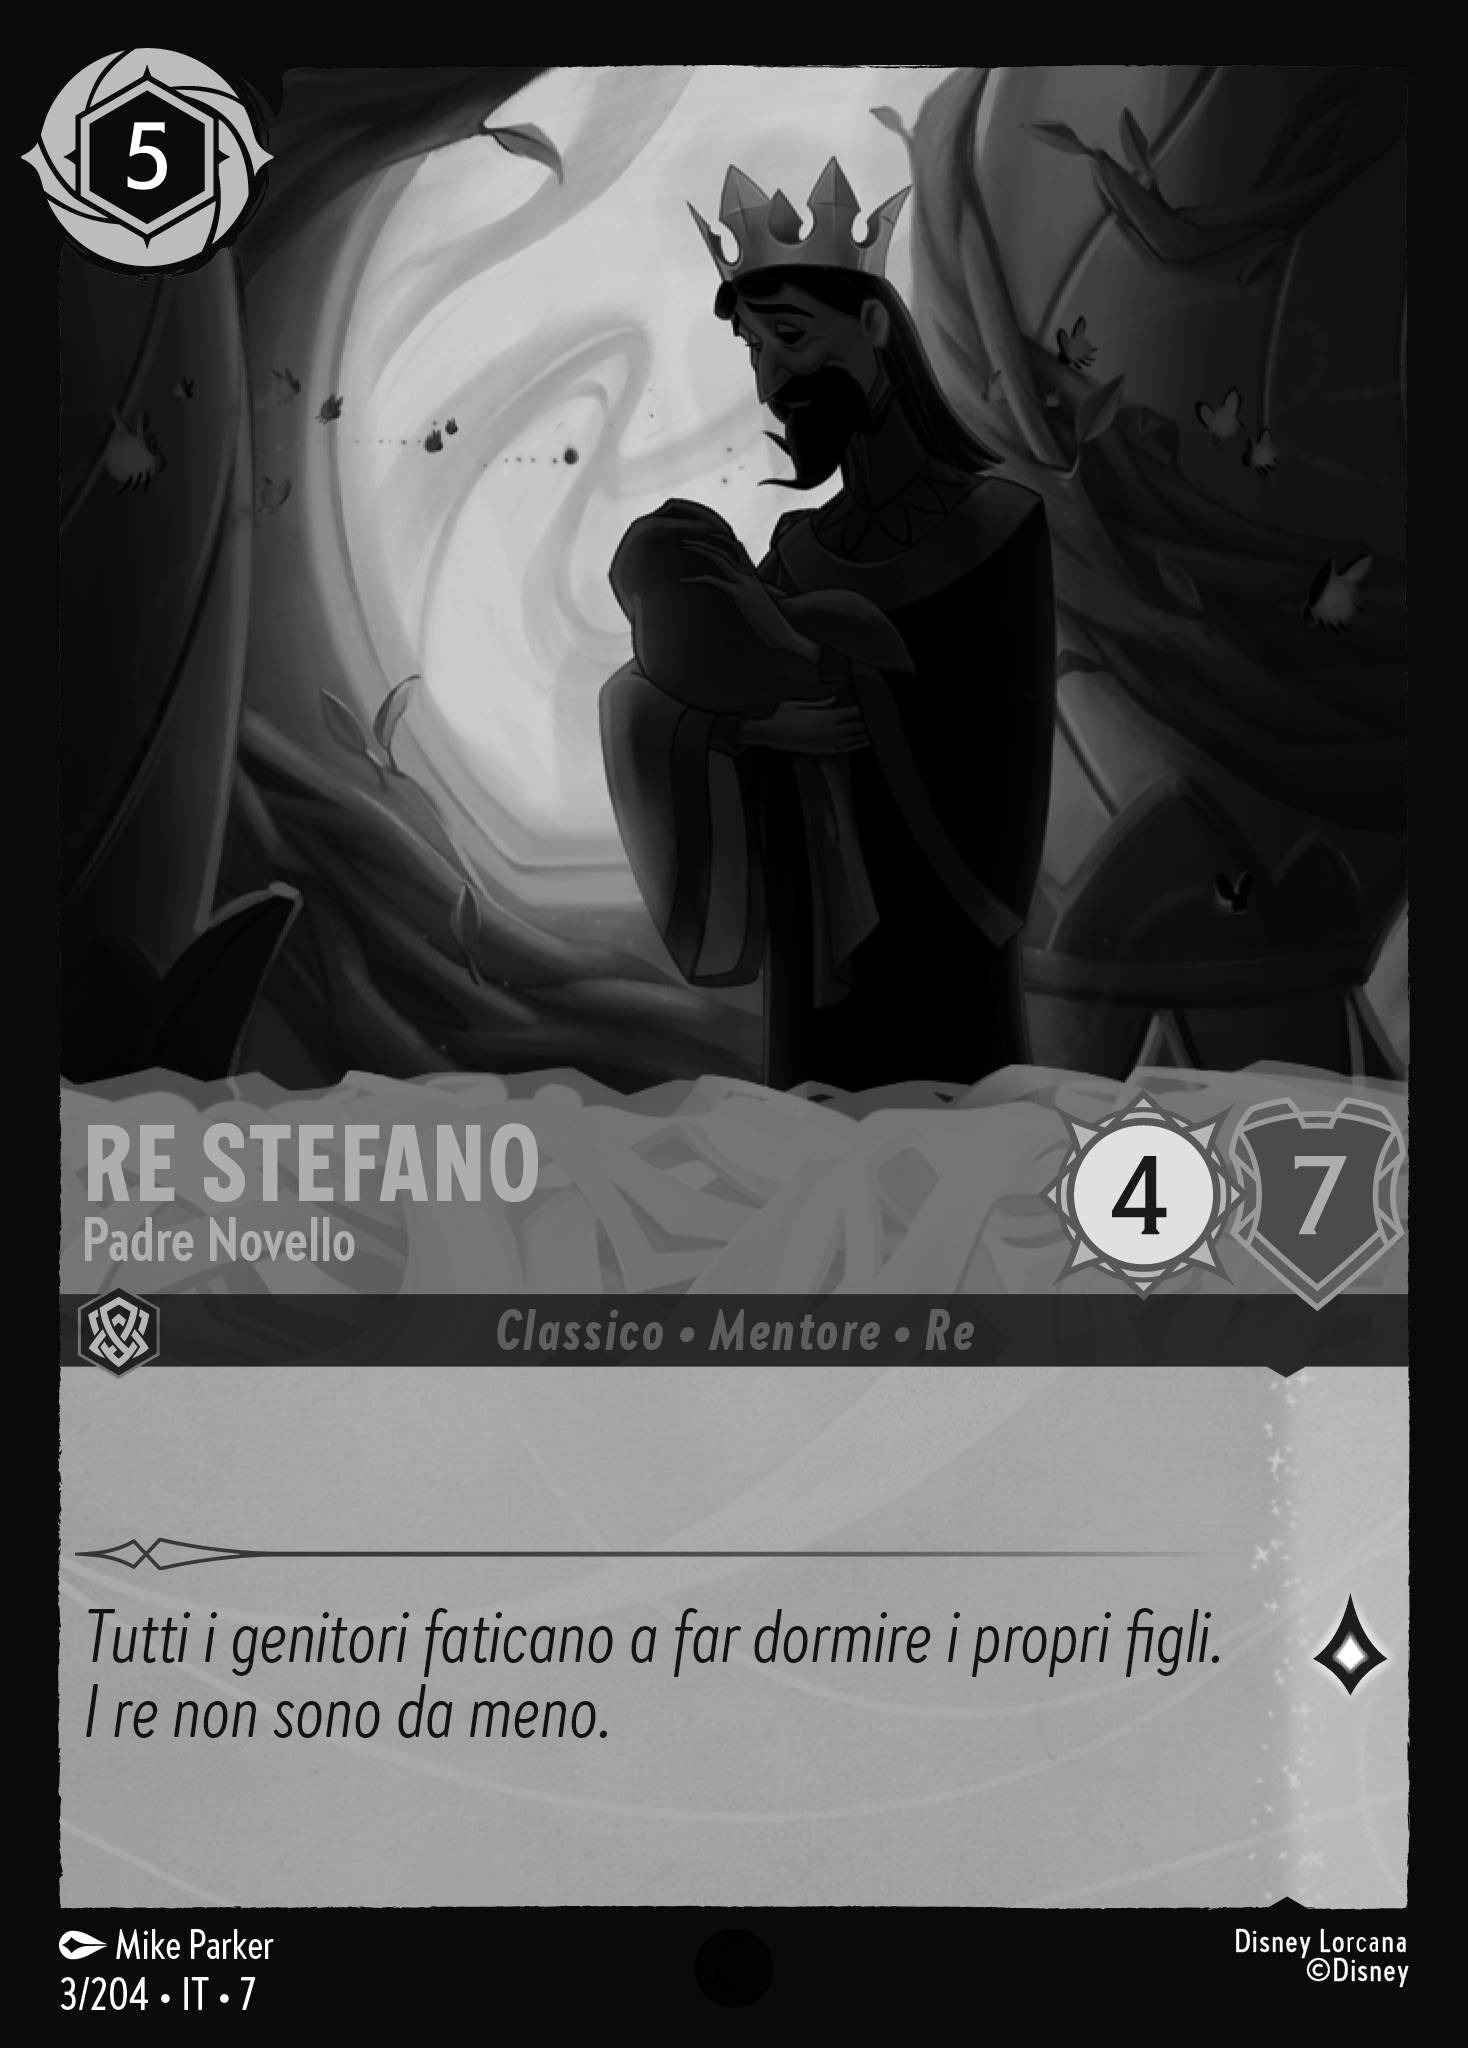 5
RE STEFANO
Padre Novello
4
7
Classico • Mentore • Re
Tutti i genitori faticano a far dormire i propri figli.
I re non sono da meno.
Mike Parker
3/204 • IT • 7
Disney Lorcana
©Disney